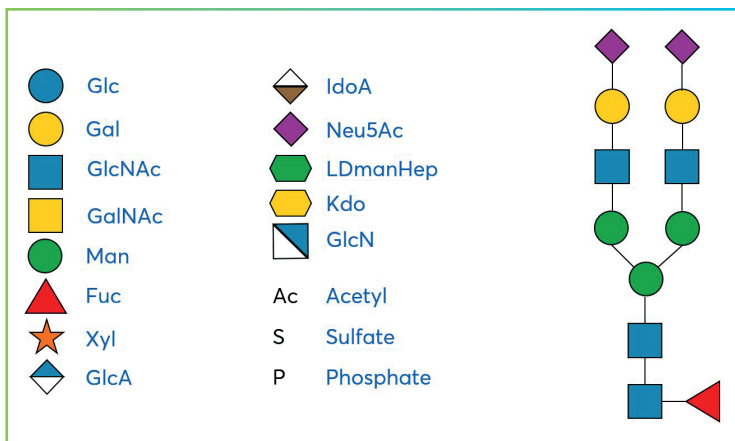 Glc
Gal
GlcNAc
GalNAc
Man
Fuc
Xyl
GlcA
IdoA
Neu5Ac
LDmanHep
Kdo
GlcN
Ac Acetyl
S Sulfate
P Phosphate